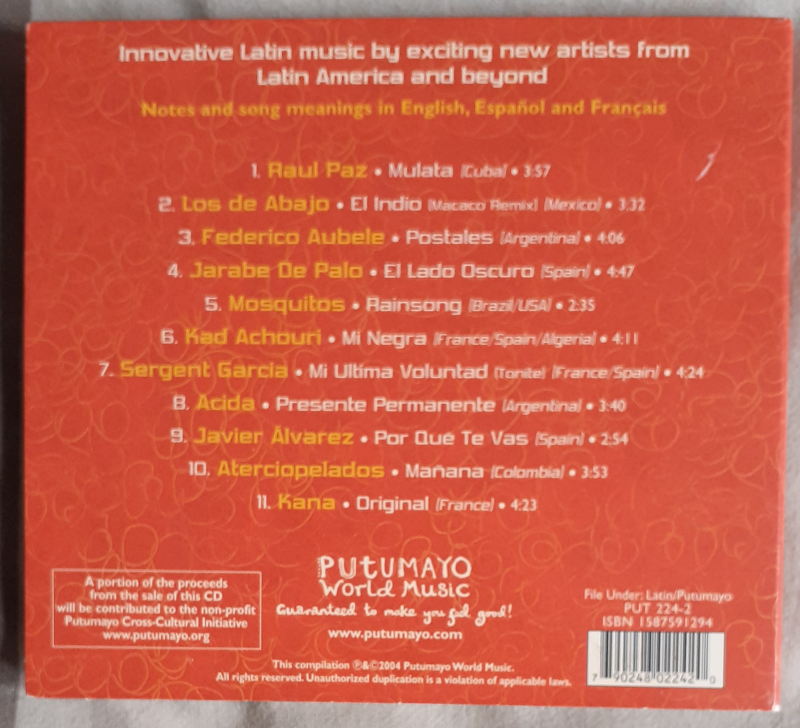 Innovative Latin music by exciting new artists from
Latin America and beyond
Notes and song meanings in English, Español and Français
1. Raul Paz • Mulata (Cuba) • 3:57
2. Los de Abajo • El Indio (Macaco Remix) (Mexico) • 3:32
3. Federico Aubele • Postales (Argentina) • 4:06
4. Jarabe De Palo • El Lado Oscuro (Spain) • 4:47
5. Mosquitos • Rainsong (Brazil/USA) • 2:35
6. Kad Achouri • Mi Negra (France/Spain/Algeria) • 4:11
7. Sergent Garcia • Mi Ultima Voluntad (Tonite) (France/Spain) • 4:24
8. Acida • Presente Permanente (Argentina) • 3:40
9. Javier Álvarez • Por Que Te Vas (Spain) • 2:54
10. Aterciopelados • Mañana (Colombia) • 3:53
11. Kana • Original (France) • 4:23
A portion of the proceeds
from the sale of this CD
will be contributed to the non-profit
Putumayo Cross-Cultural Initiative
www.putumayo.org
PUTUMAYO
World Music
Guaranteed to make you feel good!
www.putumayo.com
File Under: Latin/Putumayo
PUT 224-2
ISBN 1587591294
7 90248 02242 0
This compilation ℗&©2004 Putumayo World Music.
All rights reserved. Unauthorized duplication is a violation of applicable laws.